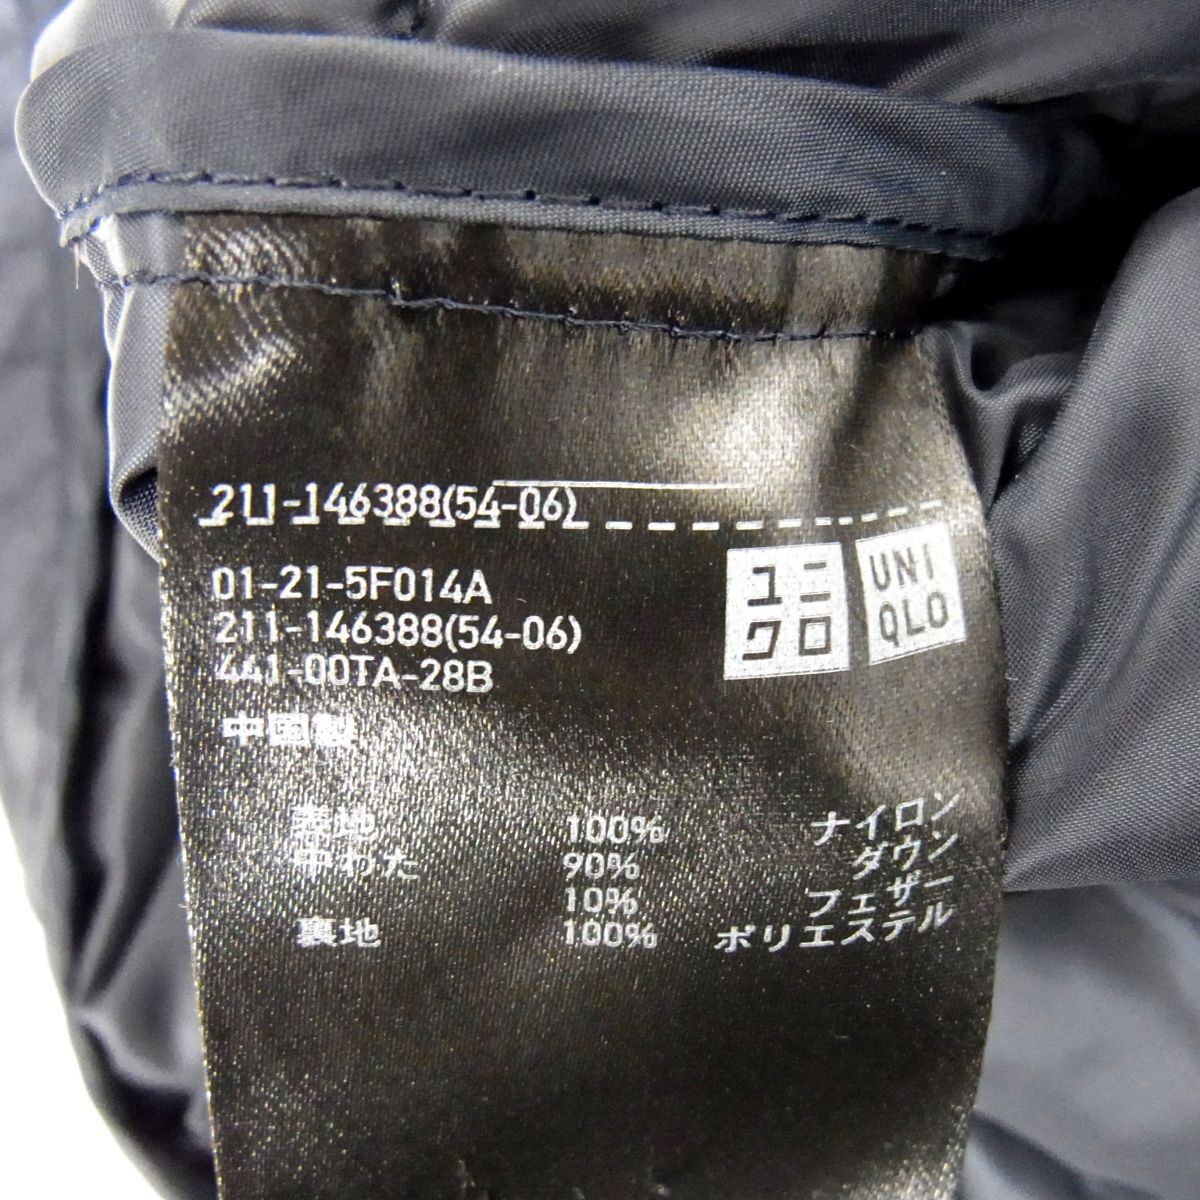 211-146388(54-06)
01-21-5F014A
211-146388(54-06)
441-00TA-28B
中国製
ユニ
クロ
UNI
QLO
表地 100% ナイロン
中わた 90% ダウン
10% フェザー
裏地 100% ポリエステル